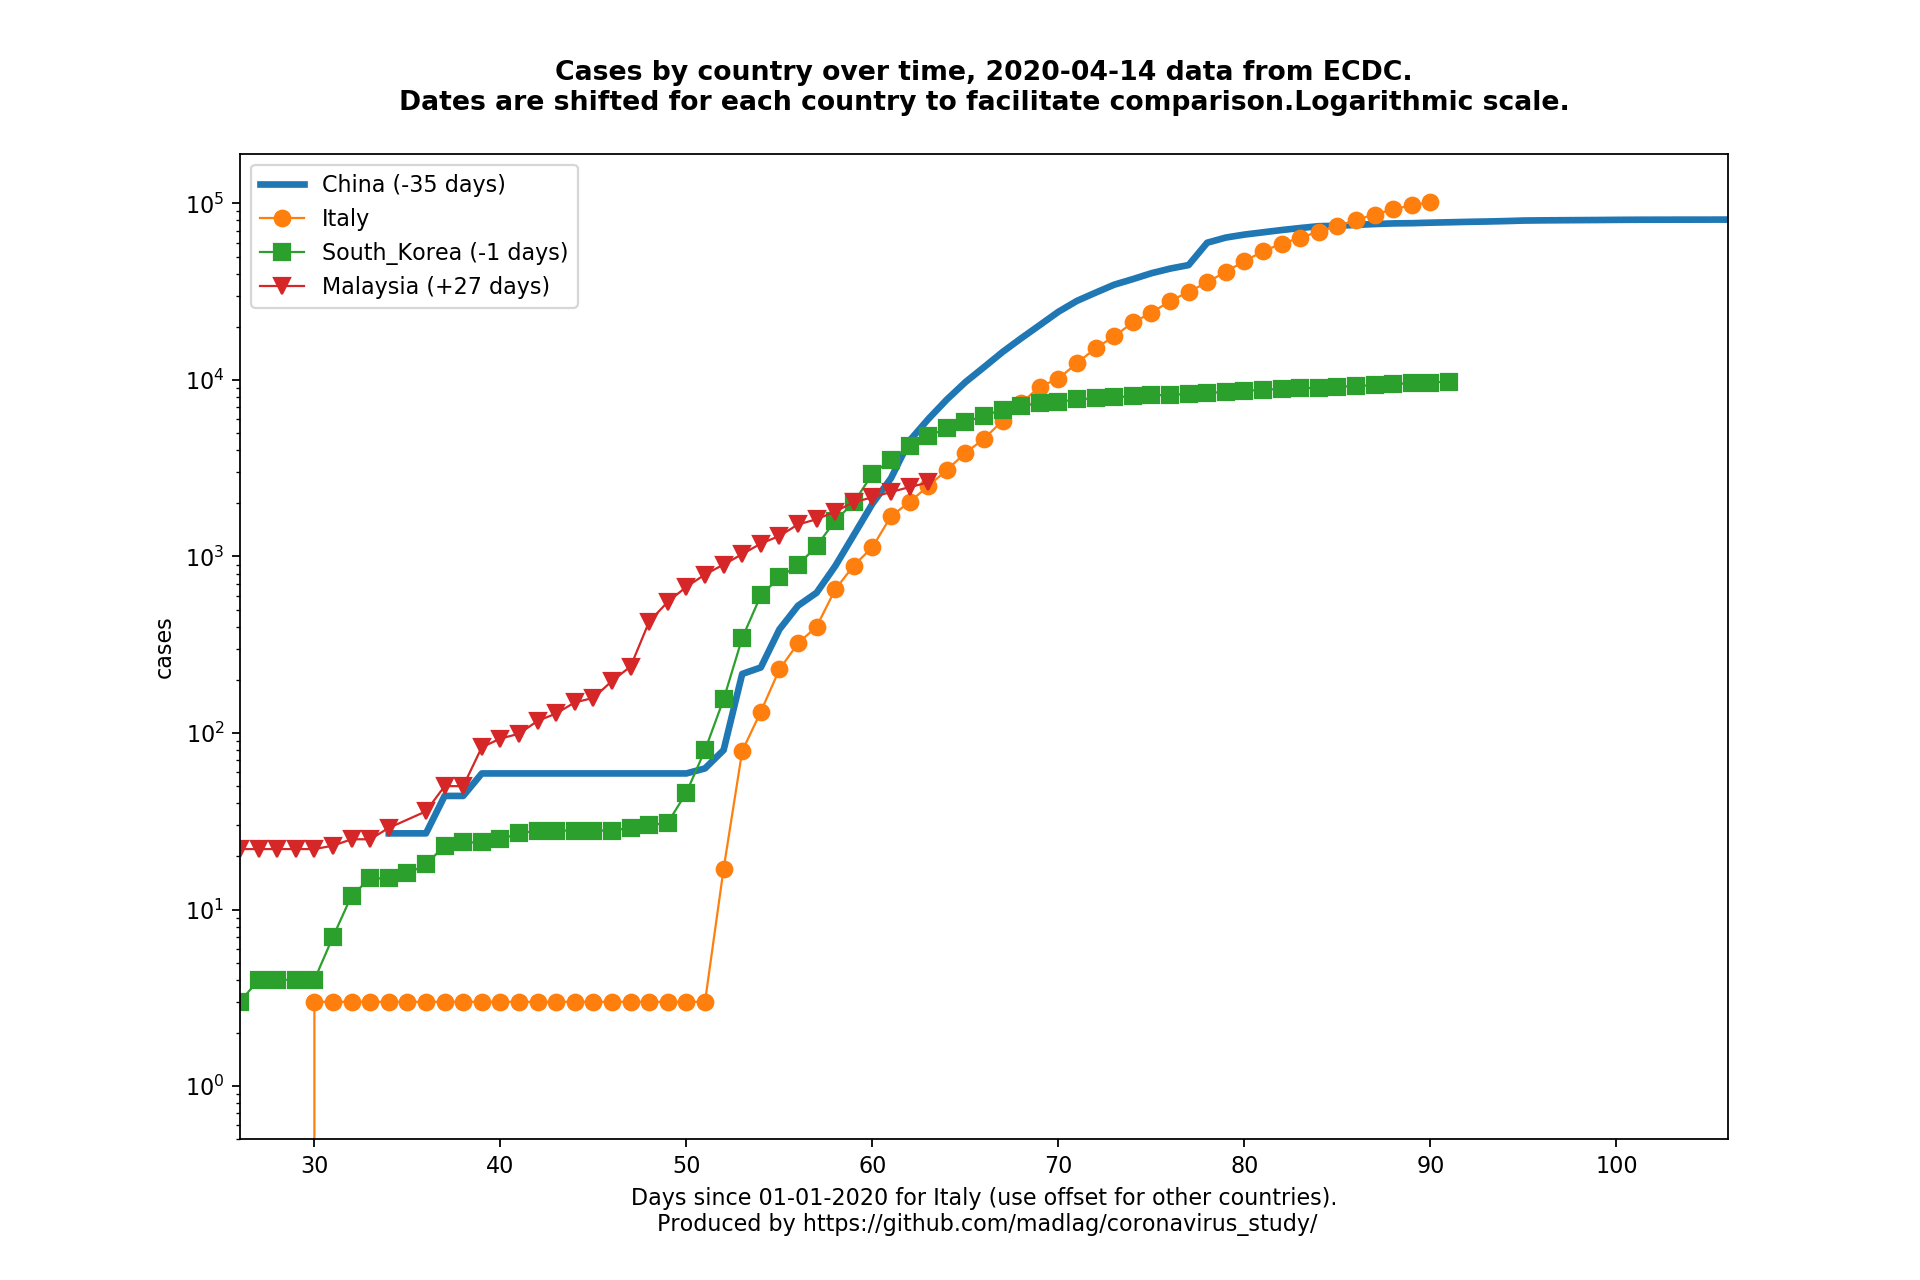 Cases by country over time, 2020-04-14 data from ECDC.
Dates are shifted for each country to facilitate comparison.Logarithmic scale.
China (-35 days)
Italy
South_Korea (-1 days)
Malaysia (+27 days)
10^5
10^4
10^3
10^2
10^1
10^0
cases
30 40 50 60 70 80 90 100
Days since 01-01-2020 for Italy (use offset for other countries).
Produced by https://github.com/madlag/coronavirus_study/